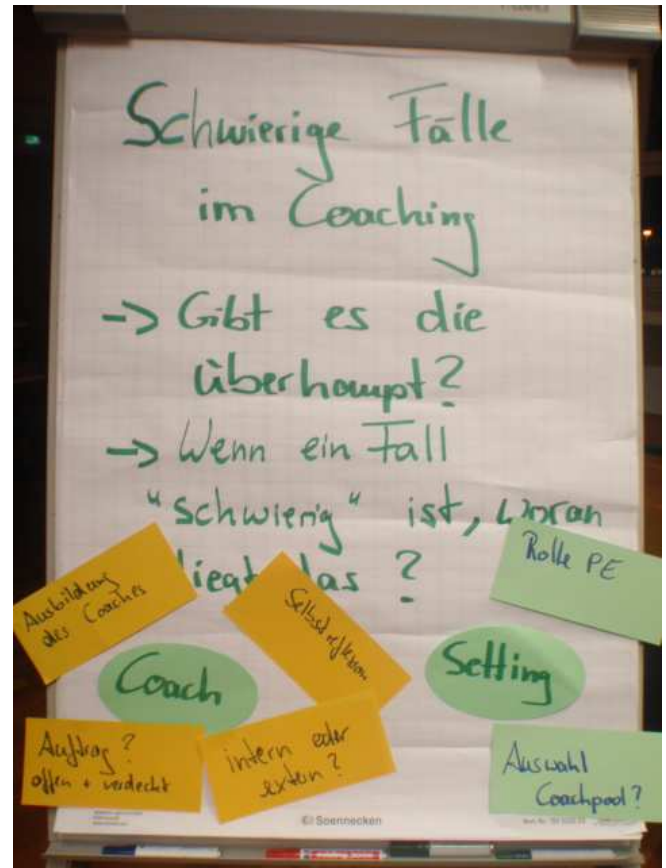 Schwierige Fälle
im Coaching
-> Gibt es die
überhaupt?
-> Wenn ein Fall
"schwierig" ist, woran
liegt das ?
Ausbildung
des Coaches
Selbstreflexion
Rolle PE
Coach
Setting
Auftrag?
offen + verdeckt
intern oder
extern?
Auswahl
Coachpool?
Soennecken